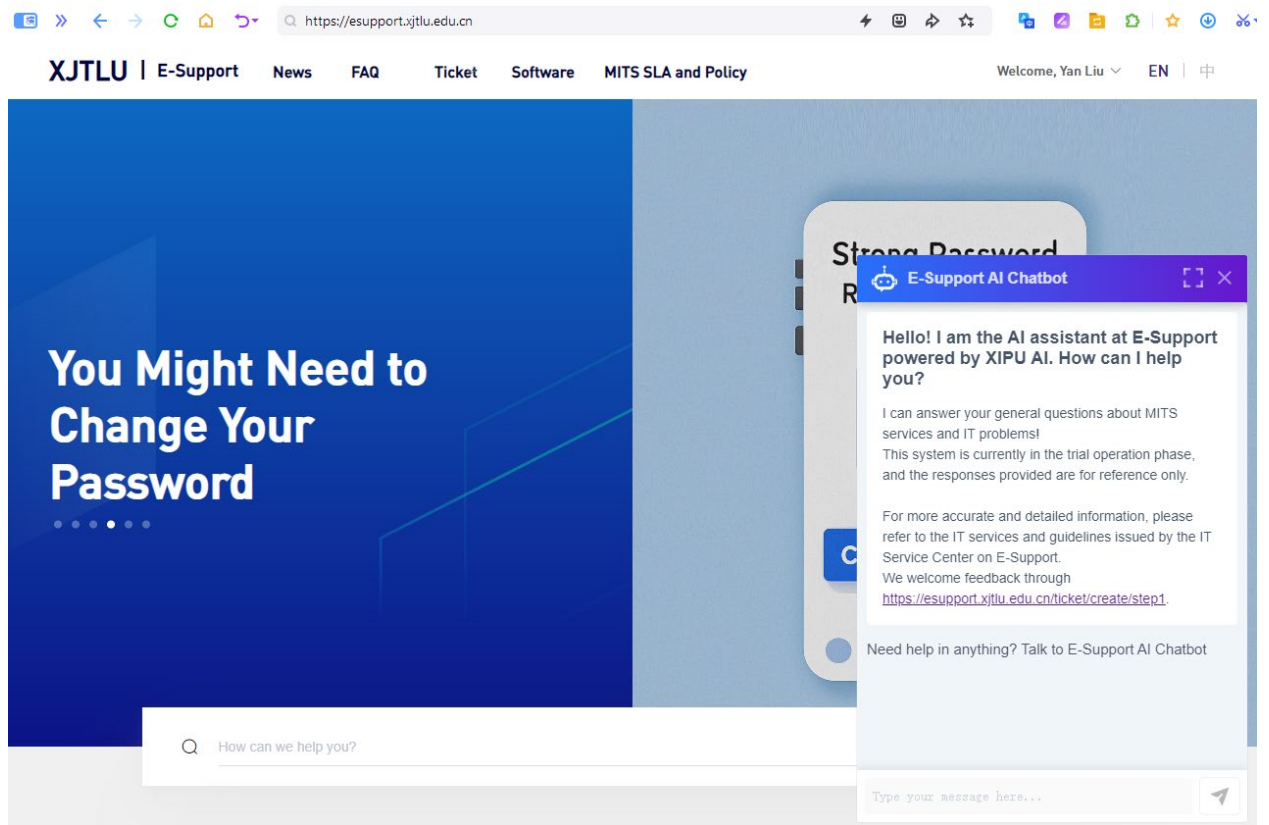 https://esupport.xjtlu.edu.cn
XJTLU | E-Support News FAQ Ticket Software MITS SLA and Policy Welcome, Yan Liu EN 中
You Might Need to
Change Your
Password
Strong Password
E-Support AI Chatbot
Hello! I am the AI assistant at E-Support
powered by XIPU AI. How can I help
you?
I can answer your general questions about MITS
services and IT problems!
This system is currently in the trial operation phase,
and the responses provided are for reference only.
For more accurate and detailed information, please
refer to the IT services and guidelines issued by the IT
Service Center on E-Support.
We welcome feedback through
https://esupport.xjtlu.edu.cn/ticket/create/step1.
Need help in anything? Talk to E-Support AI Chatbot
How can we help you?
Type your message here...